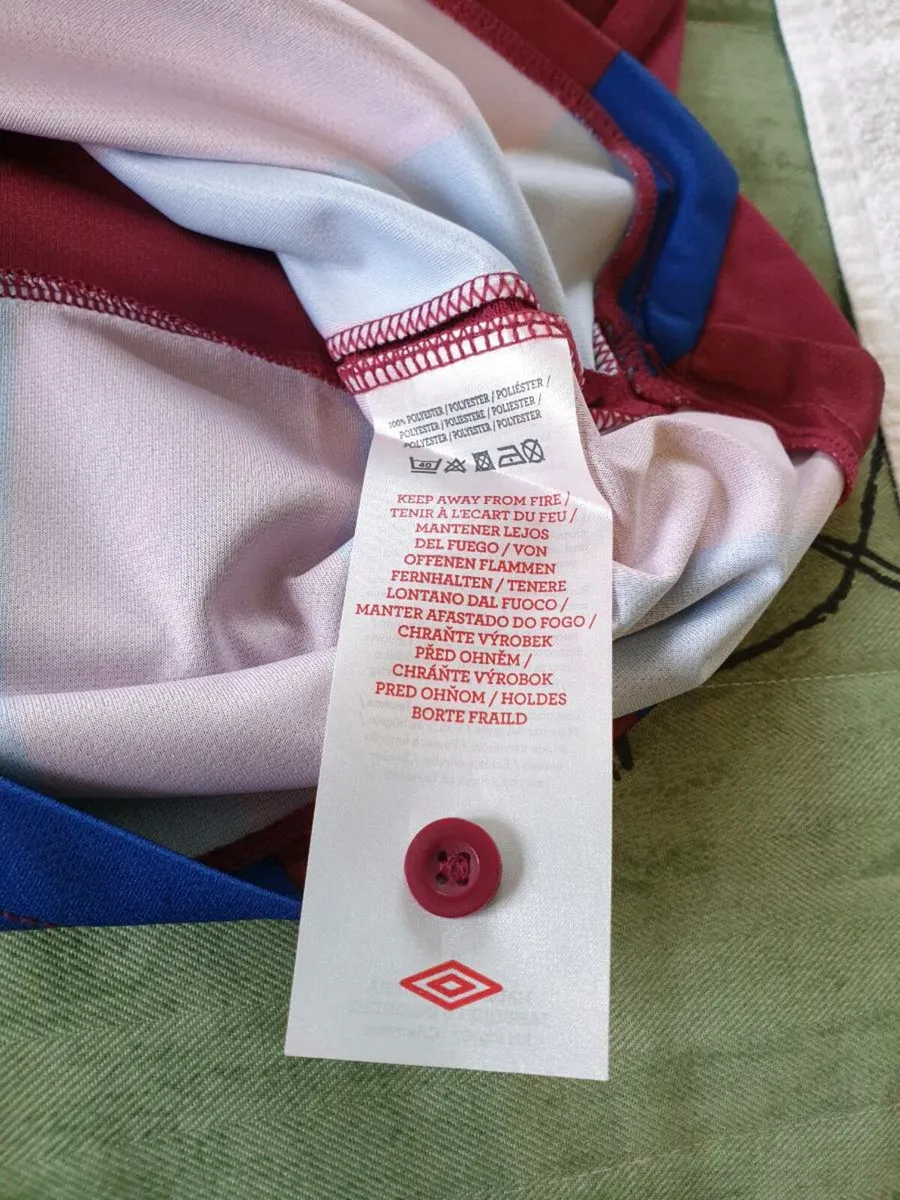 100% POLYESTER / POLYESTER / POLIÉSTER /
POLYESTER / POLIESTERE / POLIESTER /
POLYESTER / POLYESTER / POLYESTER
40
KEEP AWAY FROM FIRE /
TENIR À L'ECART DU FEU /
MANTENER LEJOS
DEL FUEGO / VON
OFFENEN FLAMMEN
FERNHALTEN / TENERE
LONTANO DAL FUOCO /
MANTER AFASTADO DO FOGO /
CHRAŇTE VÝROBEK
PŘED OHNĚM /
CHRÁŇTE VÝROBOK
PRED OHŇOM / HOLDES
BORTE FRAILD